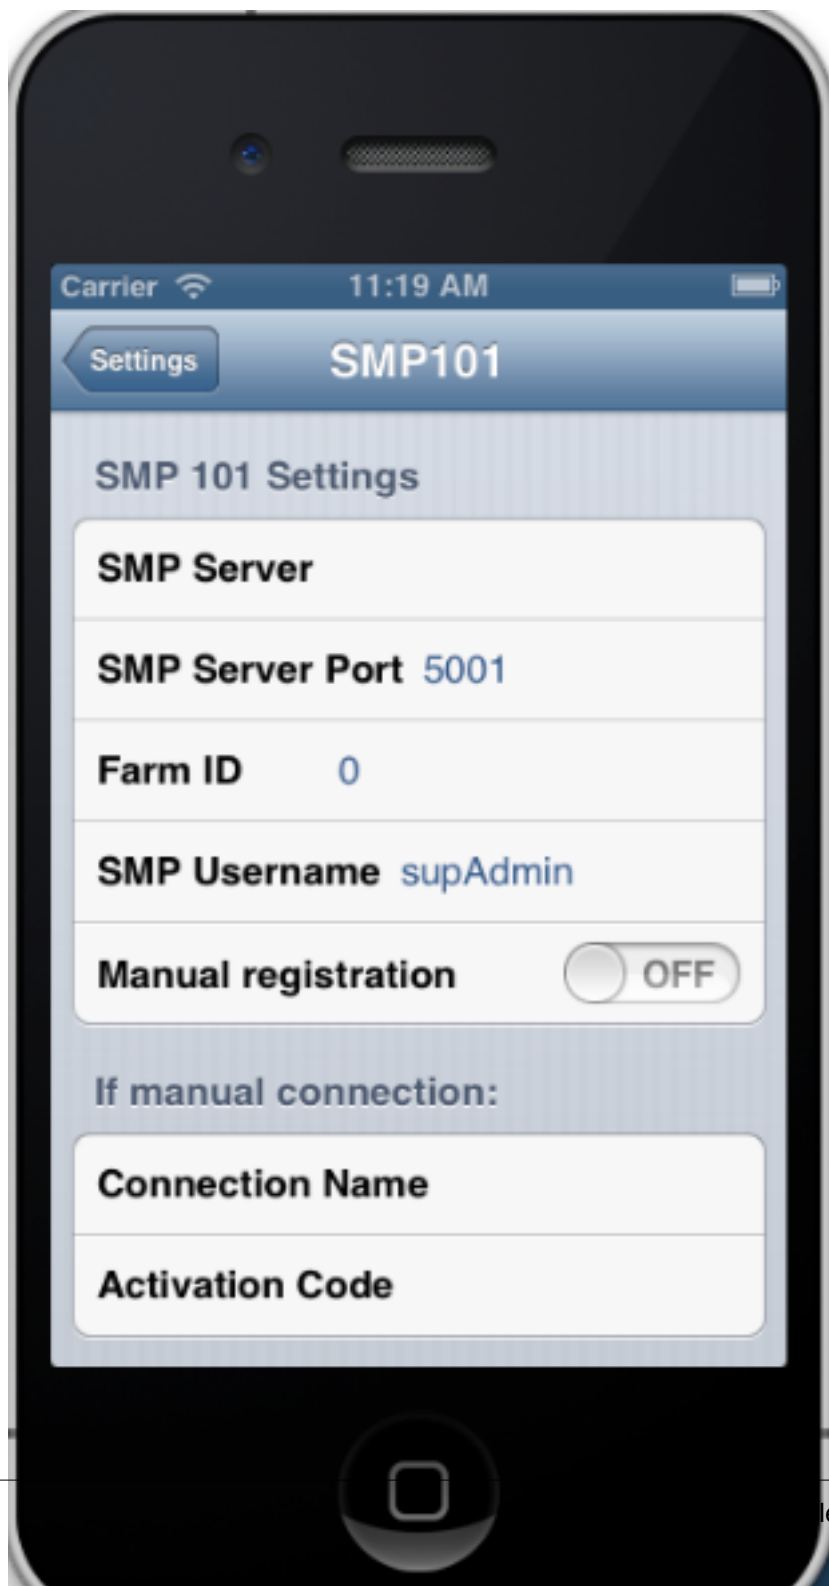 Carrier 11:19 AM
Settings SMP101
SMP 101 Settings
SMP Server
SMP Server Port 5001
Farm ID 0
SMP Username supAdmin
Manual registration OFF
If manual connection:
Connection Name
Activation Code